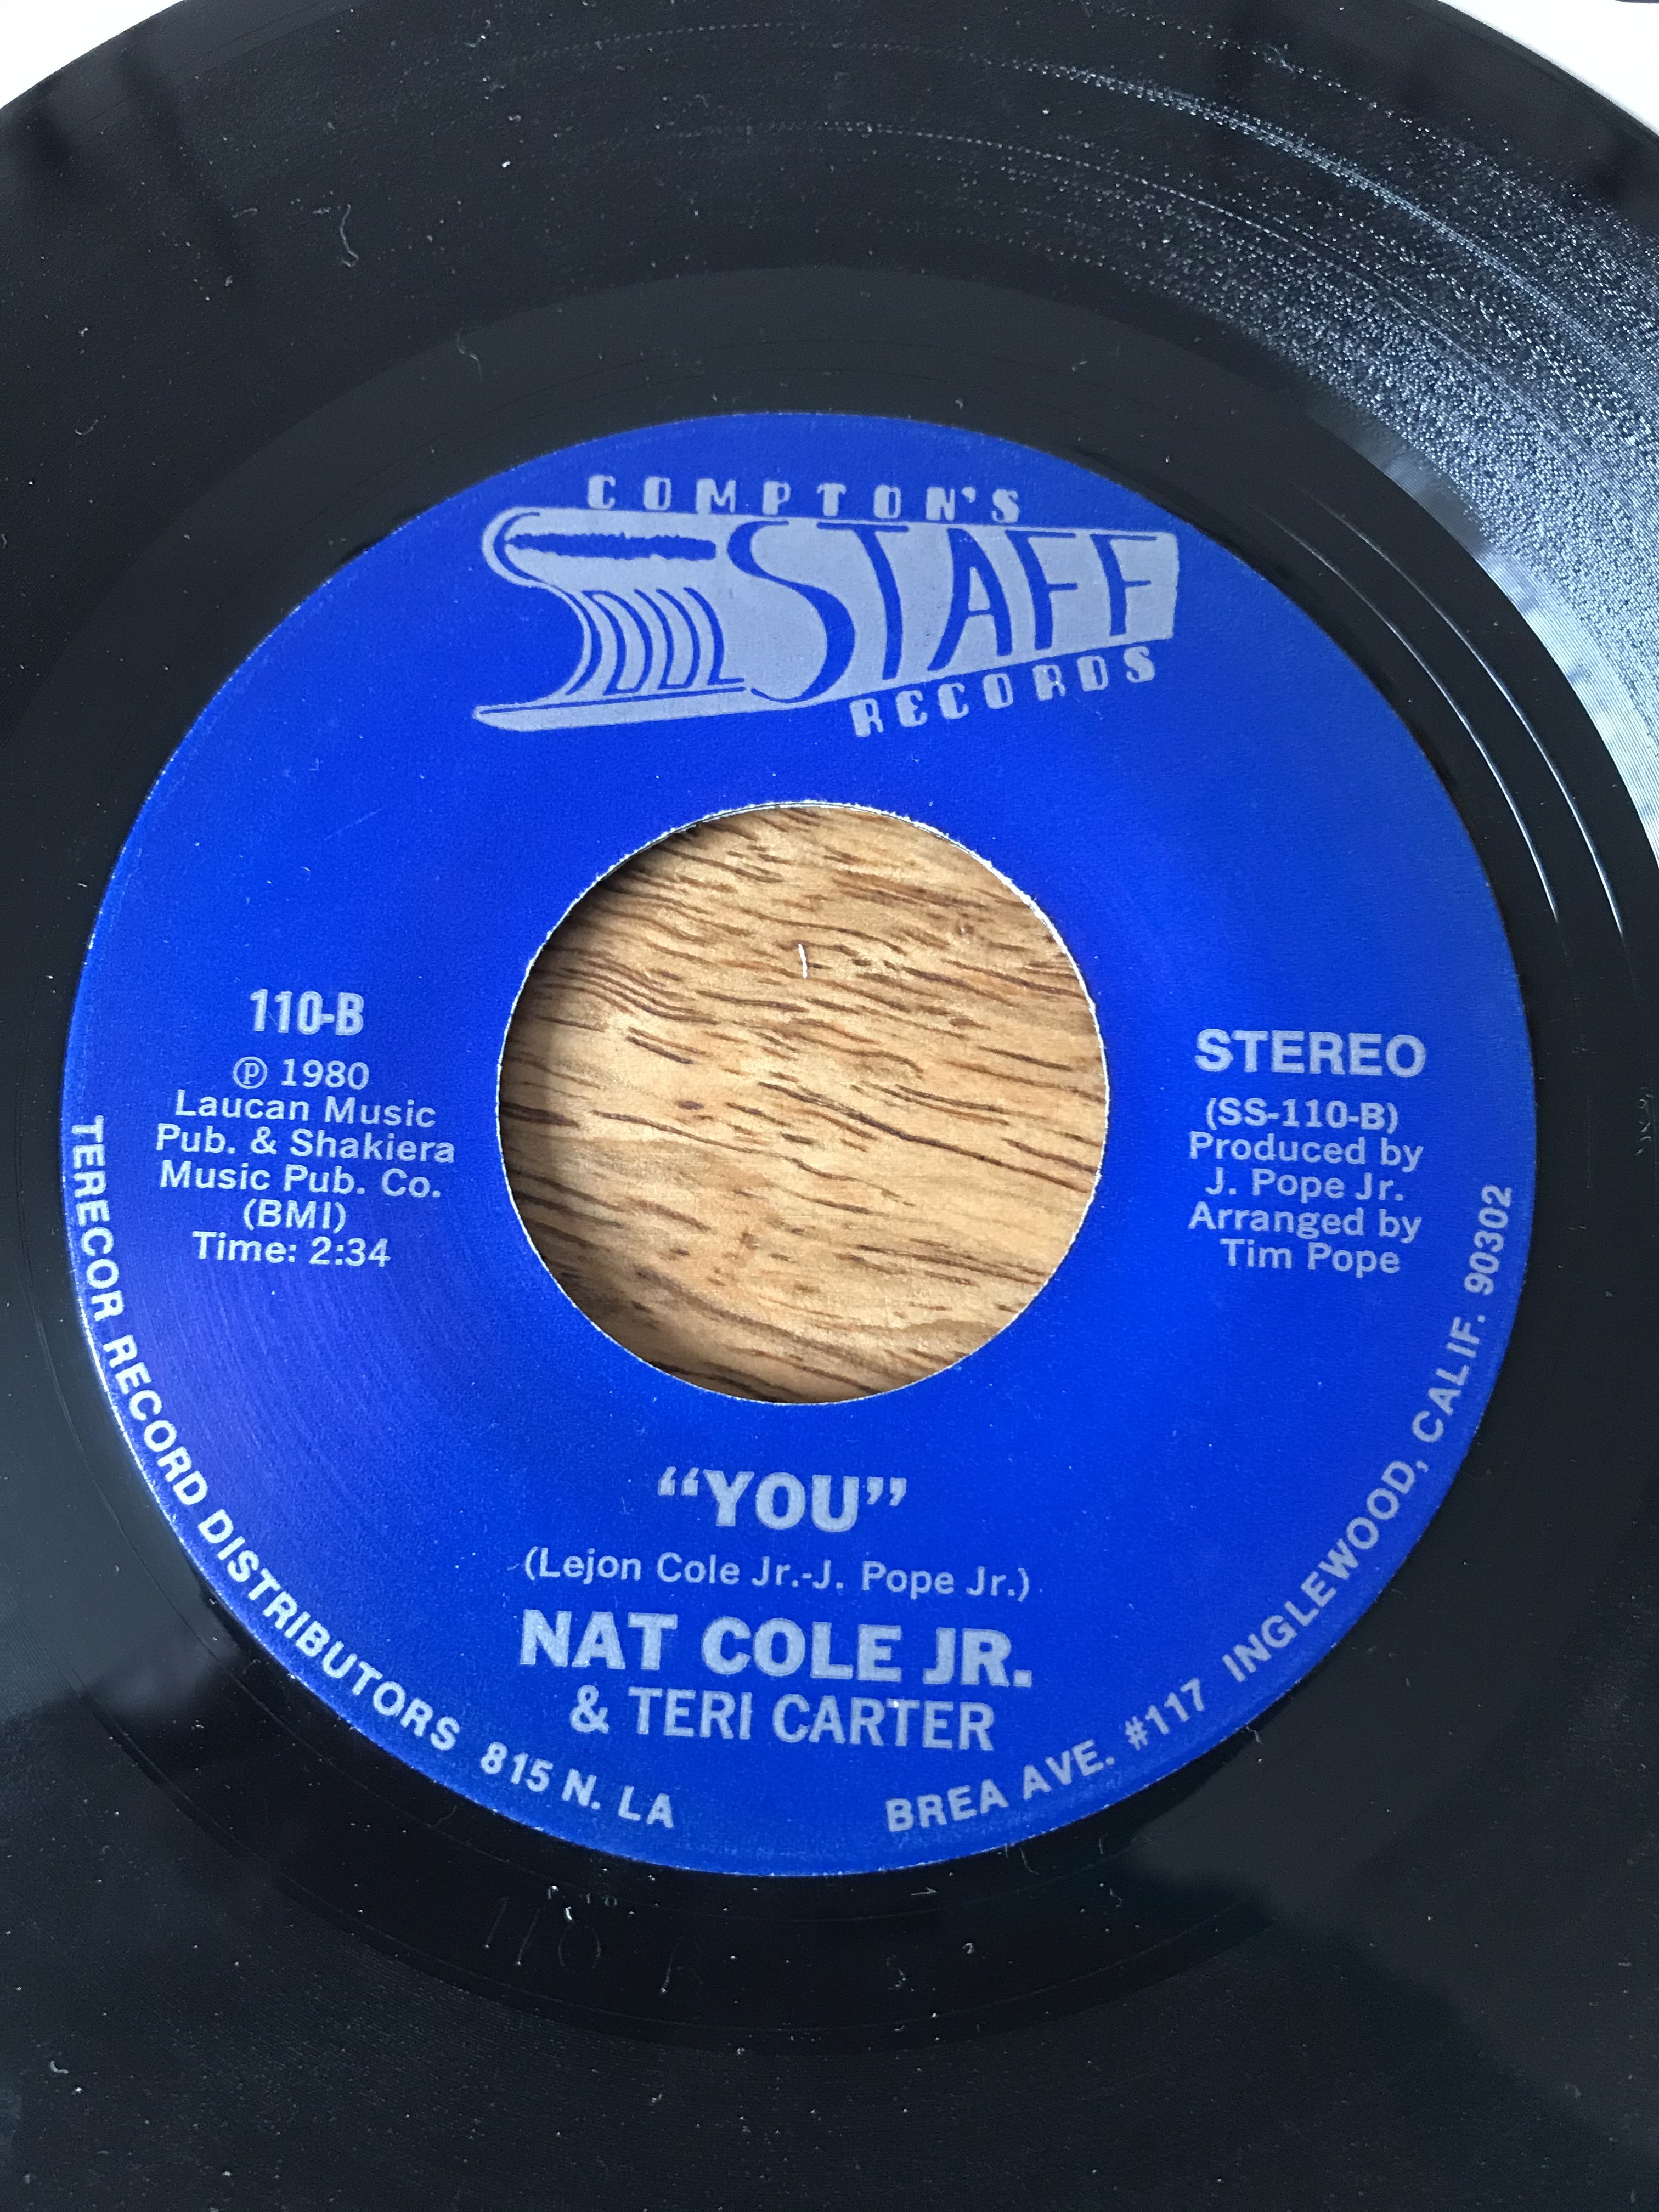 COMPTON'S
SOUL STAFF
RECORDS
110-B
Ⓟ 1980
Laucan Music
Pub. & Shakiera
Music Pub. Co.
(BMI)
Time: 2:34
STEREO
(SS-110-B)
Produced by
J. Pope Jr.
Arranged by
Tim Pope
“YOU”
(Lejon Cole Jr.-J. Pope Jr.)
NAT COLE JR.
& TERI CARTER
TERECOR RECORD DISTRIBUTORS 815 N. LA BREA AVE. #117 INGLEWOOD, CALIF. 90302
110 B